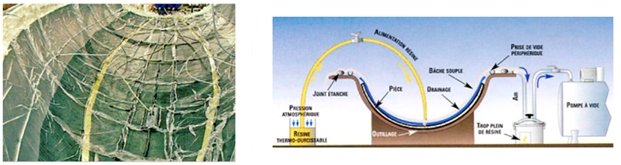 ALIMENTATION RÉSINE
PRISE DE VIDE
PÉRIPHÉRIQUE
BÂCHE SOUPLE
JOINT ÉTANCHE
PIÈCE
DRAINAGE
AIR
POMPE À VIDE
PRESSION
ATMOSPHÉRIQUE
TROP PLEIN
DE RÉSINE
RÉSINE
THERMO-DURCISSABLE
OUTILLAGE